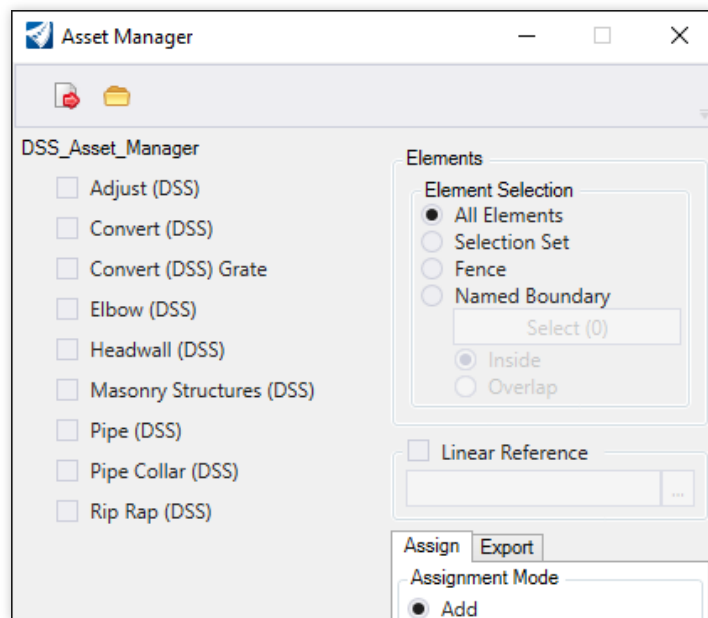 Asset Manager
DSS_Asset_Manager
Adjust (DSS)
Convert (DSS)
Convert (DSS) Grate
Elbow (DSS)
Headwall (DSS)
Masonry Structures (DSS)
Pipe (DSS)
Pipe Collar (DSS)
Rip Rap (DSS)
Elements
Element Selection
All Elements
Selection Set
Fence
Named Boundary
Select (0)
Inside
Overlap
Linear Reference
...
Assign Export
Assignment Mode
Add